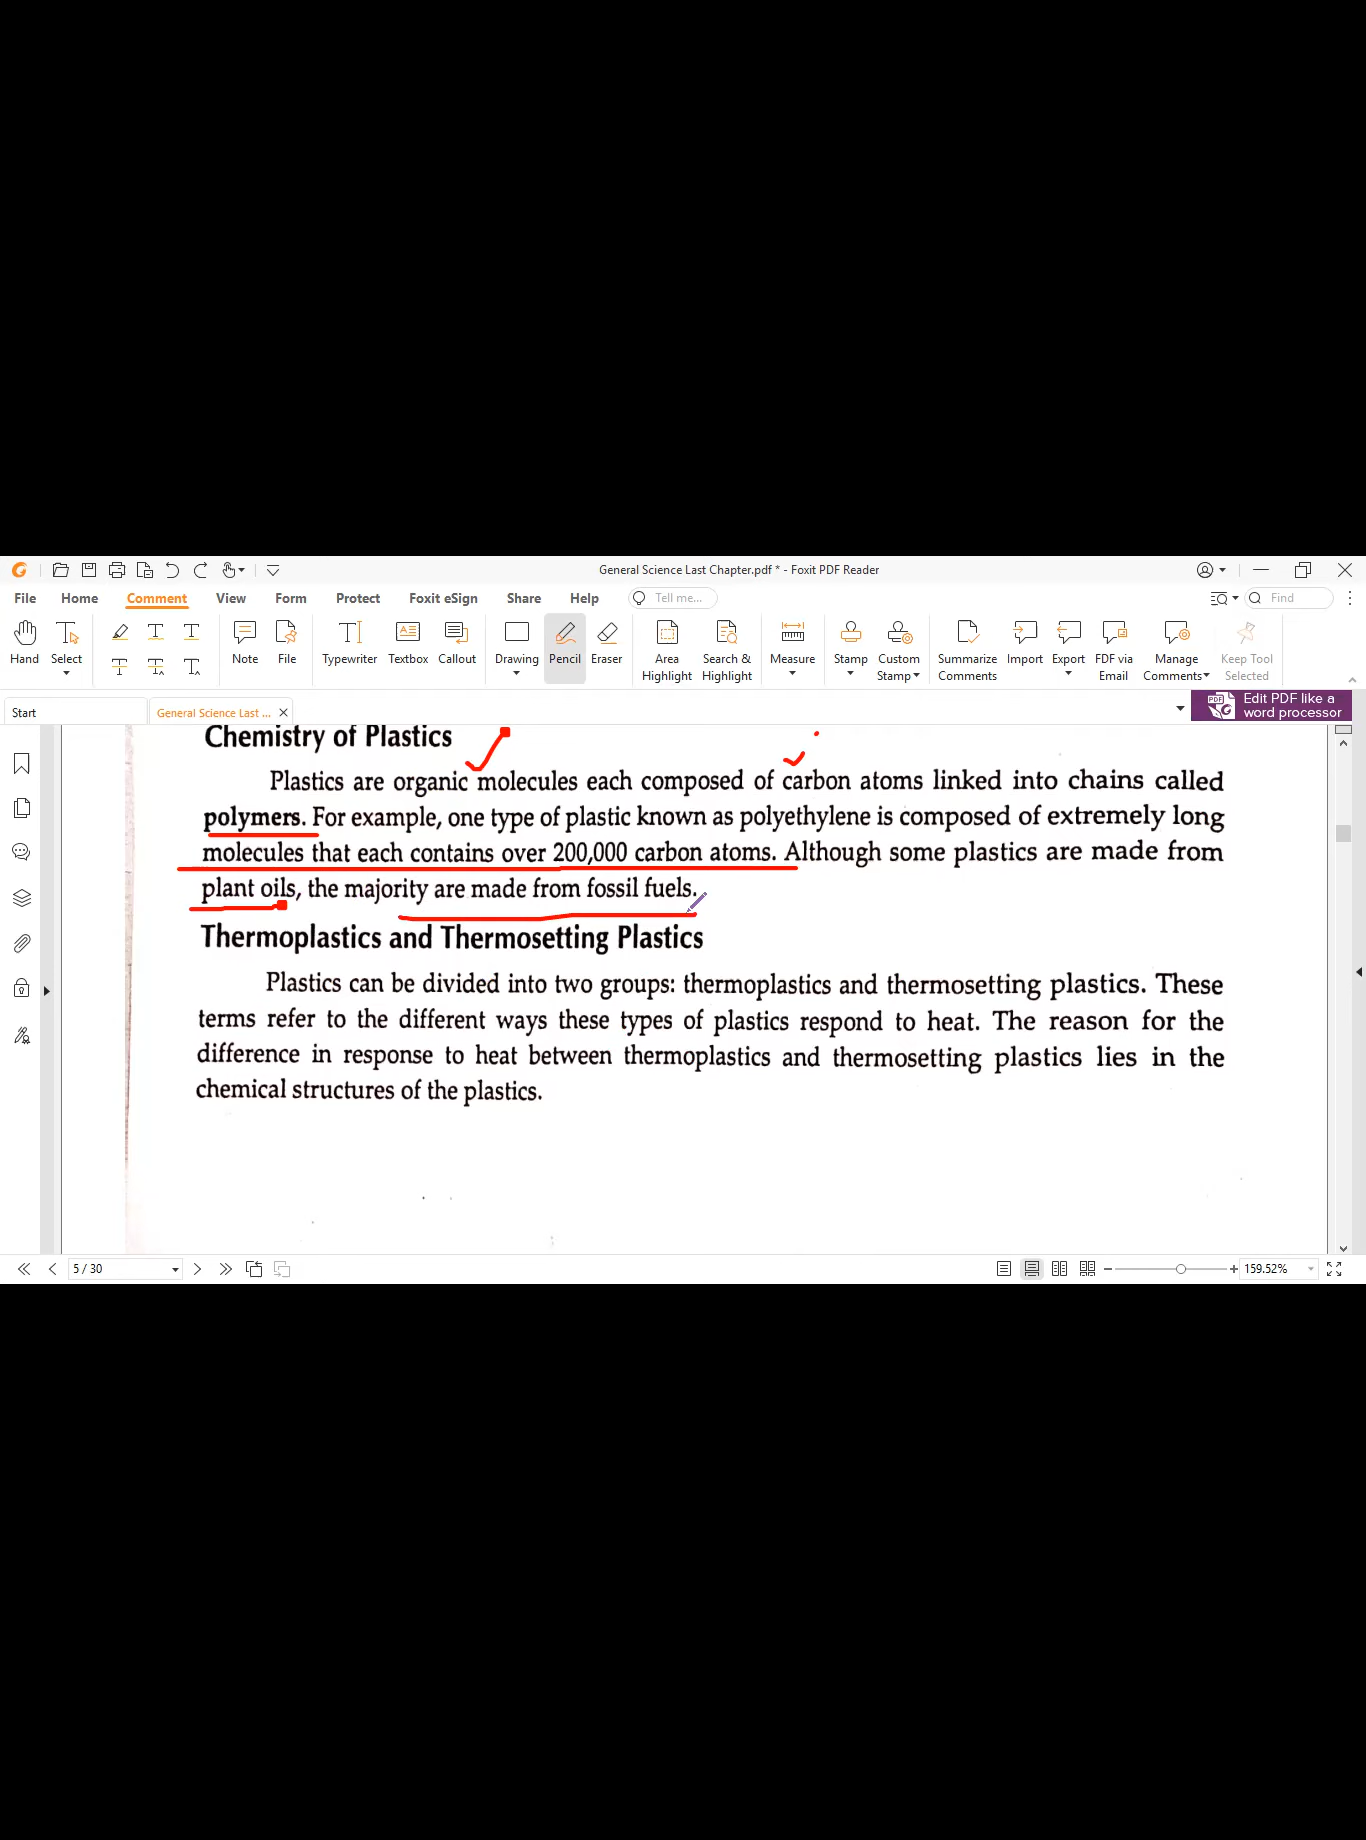 General Science Last Chapter.pdf * - Foxit PDF Reader
File Home Comment View Form Protect Foxit eSign Share Help Tell me... Find
Hand Select Note File Typewriter Textbox Callout Drawing Pencil Eraser Area Highlight Search & Highlight Measure Stamp Custom Stamp Summarize Comments Import Export FDF via Email Manage Comments Keep Tool Selected
Start General Science Last ... Edit PDF like a word processor
Chemistry of Plastics
Plastics are organic molecules each composed of carbon atoms linked into chains called
polymers. For example, one type of plastic known as polyethylene is composed of extremely long
molecules that each contains over 200,000 carbon atoms. Although some plastics are made from
plant oils, the majority are made from fossil fuels.
Thermoplastics and Thermosetting Plastics
Plastics can be divided into two groups: thermoplastics and thermosetting plastics. These
terms refer to the different ways these types of plastics respond to heat. The reason for the
difference in response to heat between thermoplastics and thermosetting plastics lies in the
chemical structures of the plastics.
5 / 30 159.52%